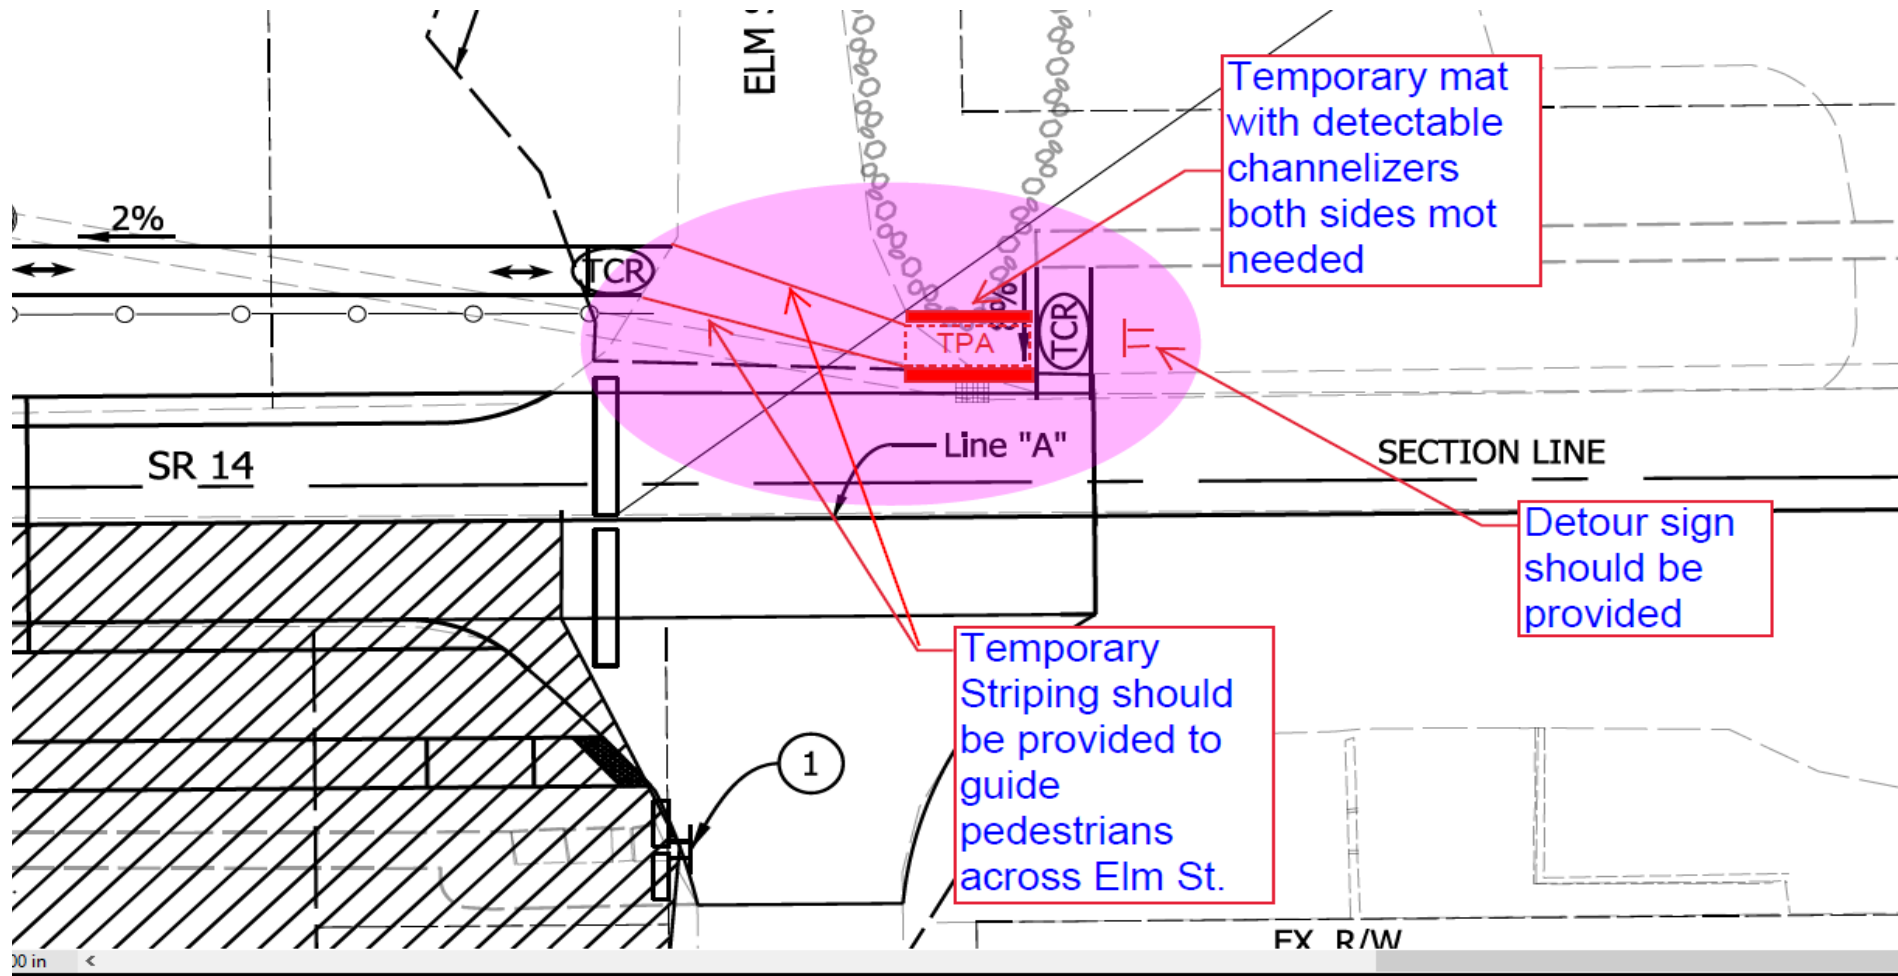 ELM
Temporary mat
with detectable
channelizers
both sides mot
needed
2%
TCR
8%
TPA
TCR
Line "A"
SR 14
SECTION LINE
Detour sign
should be
provided
Temporary
Striping should
be provided to
guide
pedestrians
across Elm St.
1
EX R/W
00 in
<